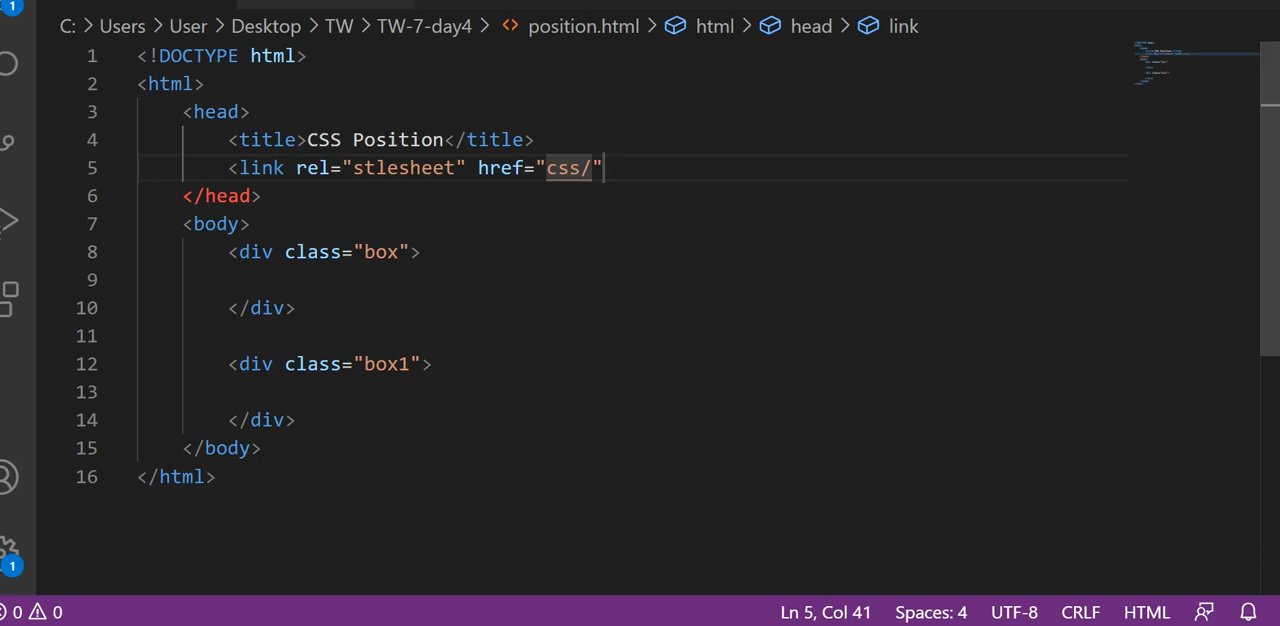 1
C: > Users > User > Desktop > TW > TW-7-day4 > <> position.html > html > head > link
1 <!DOCTYPE html>
2 <html>
3 <head>
4 <title>CSS Position</title>
5 <link rel="stlesheet" href="css/"
6 </head>
7 <body>
8 <div class="box">
9
10 </div>
11
12 <div class="box1">
13
14 </div>
15 </body>
16 </html>
1
0 0 Ln 5, Col 41 Spaces: 4 UTF-8 CRLF HTML